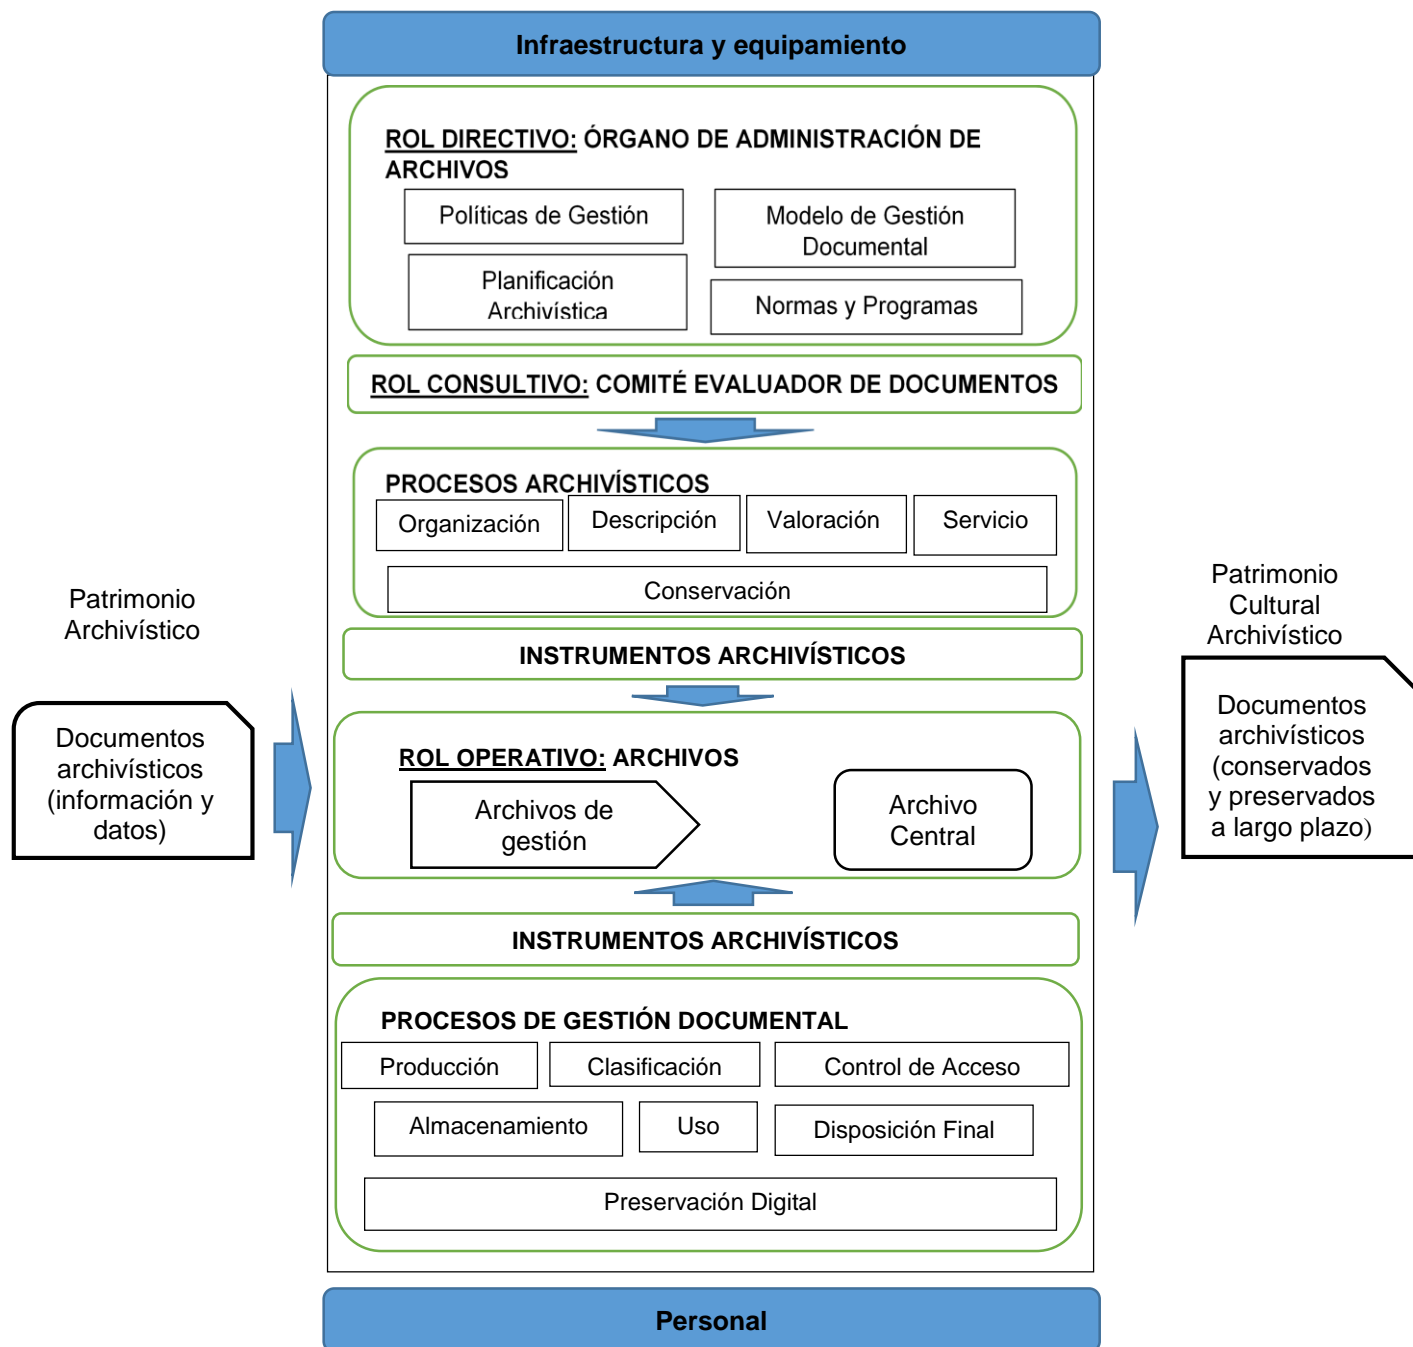 Infraestructura y equipamiento
ROL DIRECTIVO: ÓRGANO DE ADMINISTRACIÓN DE
ARCHIVOS
Políticas de Gestión
Modelo de Gestión
Documental
Planificación
Archivística
Normas y Programas
ROL CONSULTIVO: COMITÉ EVALUADOR DE DOCUMENTOS
PROCESOS ARCHIVÍSTICOS
Organización
Descripción
Valoración
Servicio
Conservación
INSTRUMENTOS ARCHIVÍSTICOS
Patrimonio
Archivístico
Documentos
archivísticos
(información y
datos)
ROL OPERATIVO: ARCHIVOS
Archivos de
gestión
Archivo
Central
Patrimonio
Cultural
Archivístico
Documentos
archivísticos
(conservados
y preservados
a largo plazo)
INSTRUMENTOS ARCHIVÍSTICOS
PROCESOS DE GESTIÓN DOCUMENTAL
Producción
Clasificación
Control de Acceso
Almacenamiento
Uso
Disposición Final
Preservación Digital
Personal